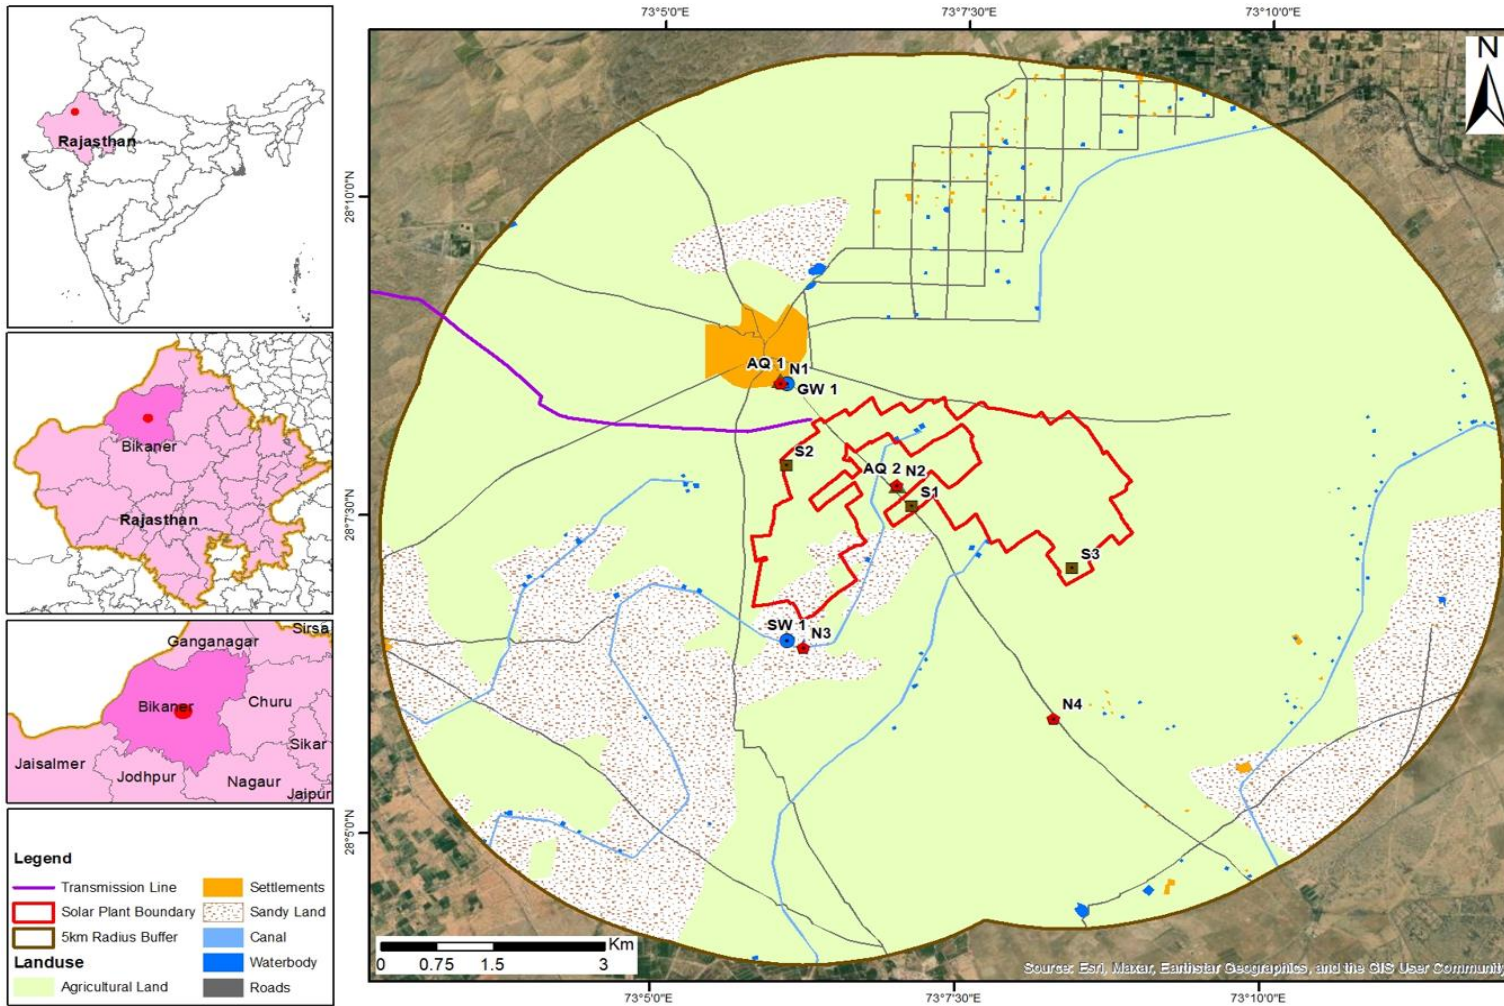 Rajasthan
Bikaner
Rajasthan
Sirsa
Ganganagar
Churu
Bikaner
Sikar
Jaisalmer
Jodhpur
Nagaur
Jaipur
Legend
Transmission Line
Solar Plant Boundary
5km Radius Buffer
Landuse
Agricultural Land
Settlements
Sandy Land
Canal
Waterbody
Roads
73°5'0"E 73°7'30"E 73°10'0"E
N
28°10'0"N
28°7'30"N
28°5'0"N
AQ 1
N1
GW 1
S2
AQ 2 N2
S1
S3
SW 1
N3
N4
Km
0 0.75 1.5 3
Source: Esri, Maxar, Earthstar Geographics, and the GIS User Community
73°5'0"E 73°7'30"E 73°10'0"E